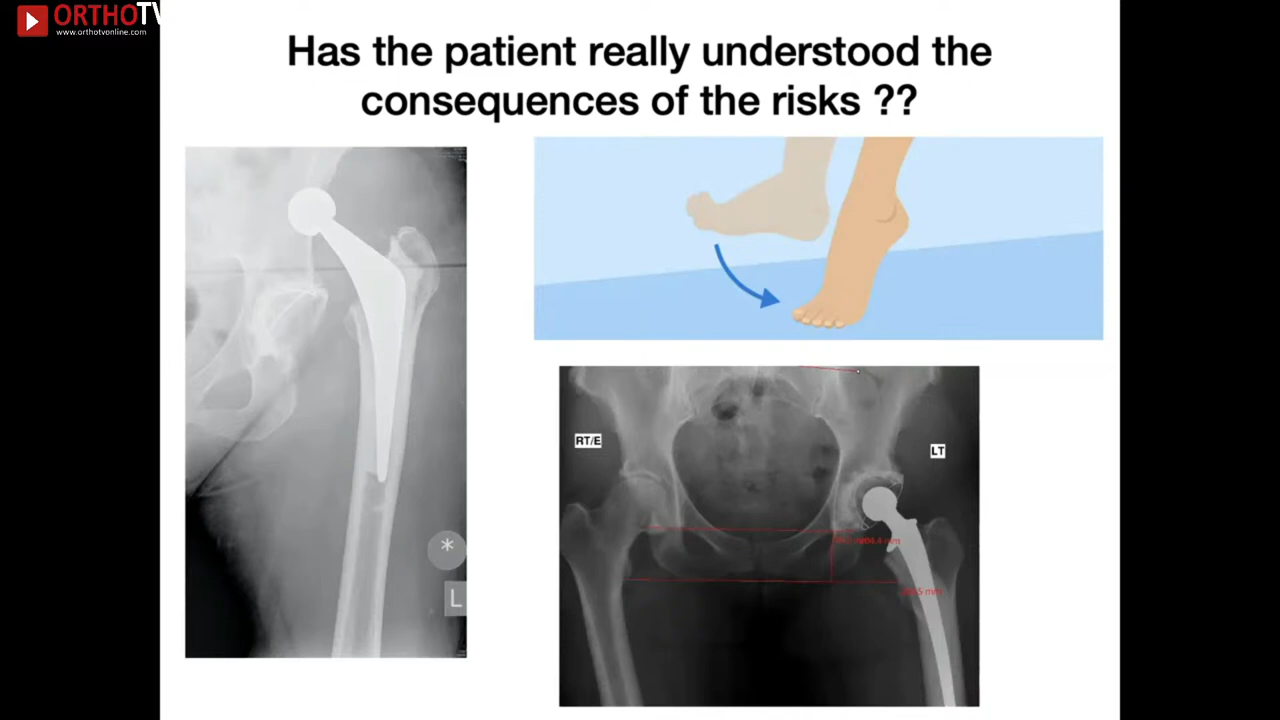 ORTHOTV
www.orthotvonline.com
Has the patient really understood the
consequences of the risks ??
RT/E
LT
*
L